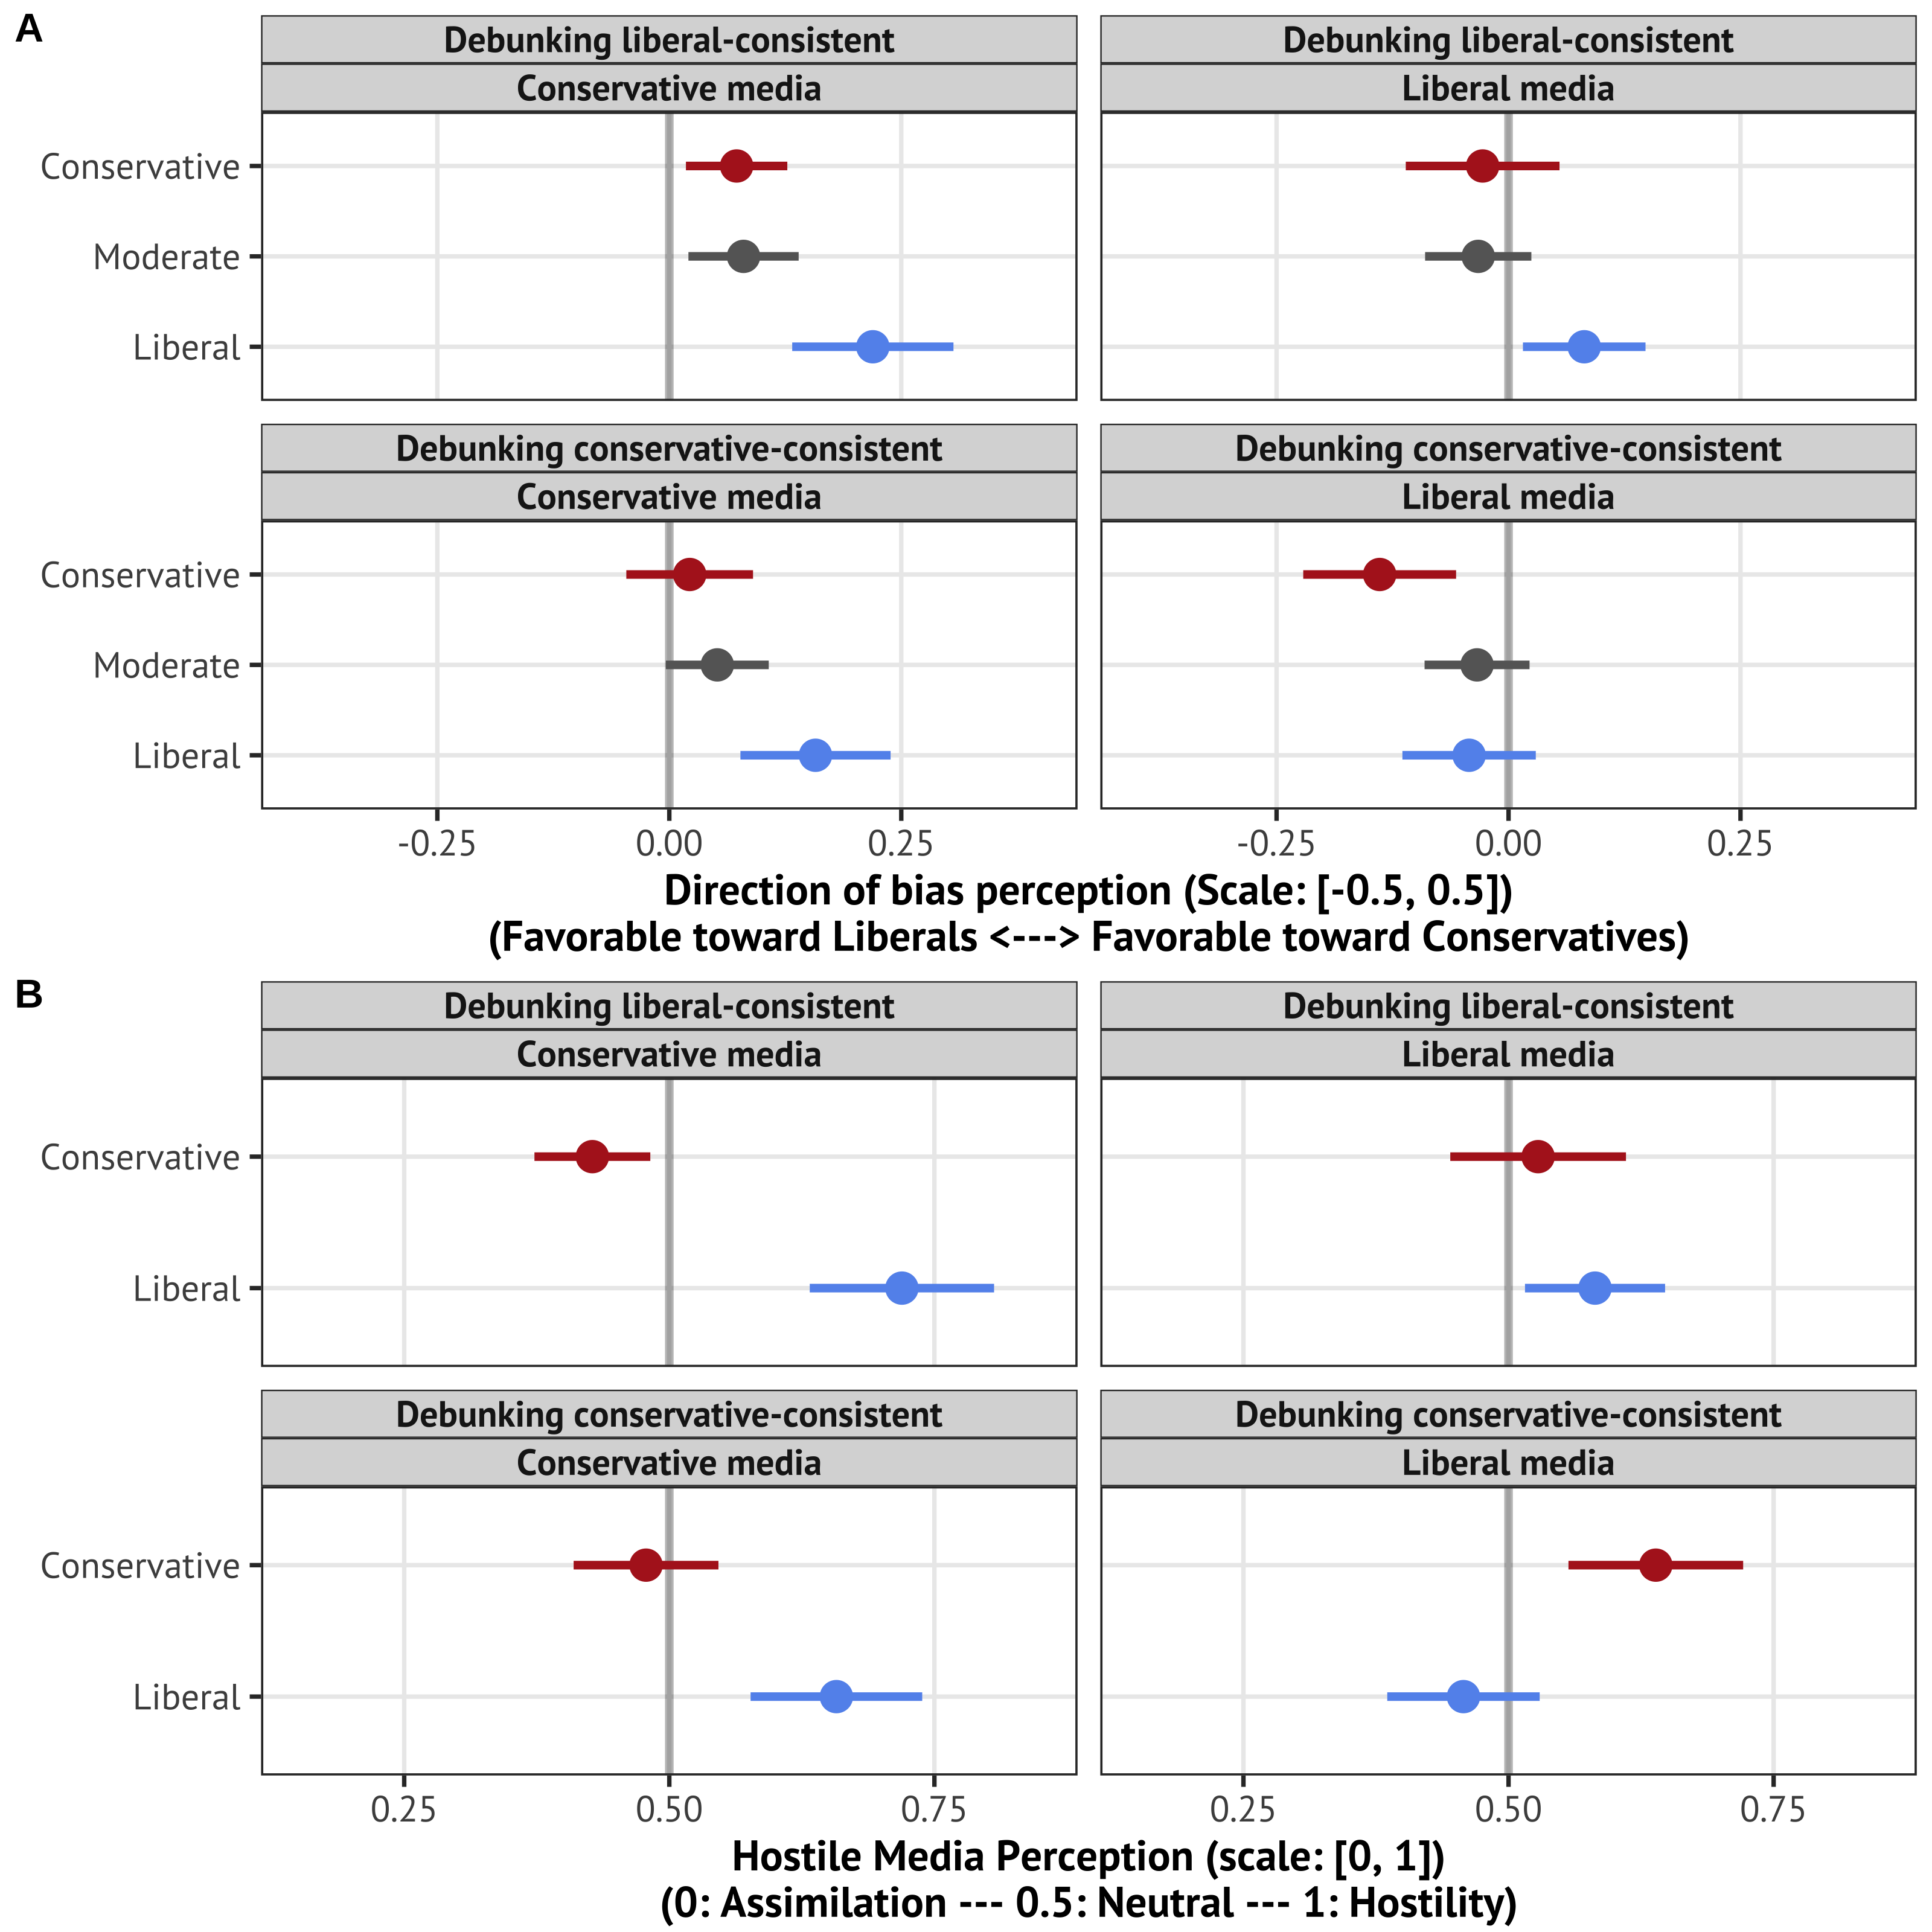 A
Debunking liberal-consistent
Debunking liberal-consistent
Conservative media
Liberal media
Conservative
Moderate
Liberal
Debunking conservative-consistent
Debunking conservative-consistent
Conservative media
Liberal media
Conservative
Moderate
Liberal
-0.25 0.00 0.25
-0.25 0.00 0.25
Direction of bias perception (Scale: [-0.5, 0.5])
(Favorable toward Liberals <---> Favorable toward Conservatives)
B
Debunking liberal-consistent
Debunking liberal-consistent
Conservative media
Liberal media
Conservative
Liberal
Debunking conservative-consistent
Debunking conservative-consistent
Conservative media
Liberal media
Conservative
Liberal
0.25 0.50 0.75
0.25 0.50 0.75
Hostile Media Perception (scale: [0, 1])
(0: Assimilation --- 0.5: Neutral --- 1: Hostility)